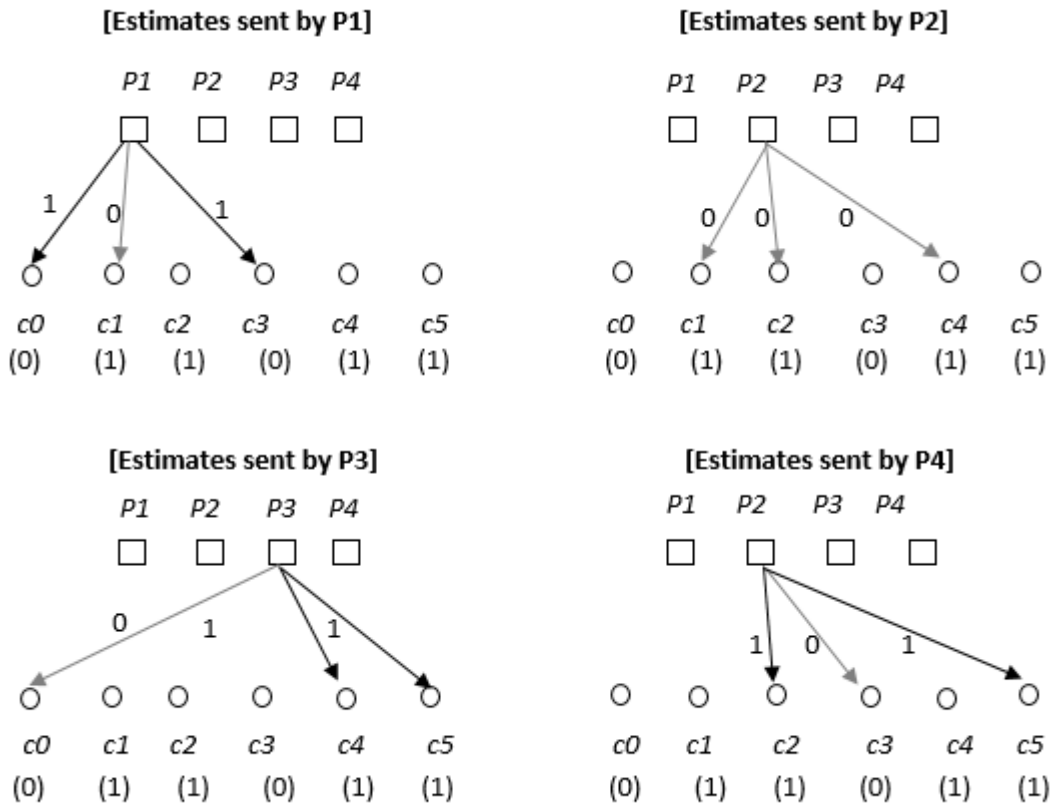 [Estimates sent by P1]
P1 P2 P3 P4
1 0 1
c0 c1 c2 c3 c4 c5
(0) (1) (1) (0) (1) (1)
[Estimates sent by P2]
P1 P2 P3 P4
0 0 0
c0 c1 c2 c3 c4 c5
(0) (1) (1) (0) (1) (1)
[Estimates sent by P3]
P1 P2 P3 P4
0 1 1
c0 c1 c2 c3 c4 c5
(0) (1) (1) (0) (1) (1)
[Estimates sent by P4]
P1 P2 P3 P4
1 0 1
c0 c1 c2 c3 c4 c5
(0) (1) (1) (0) (1) (1)